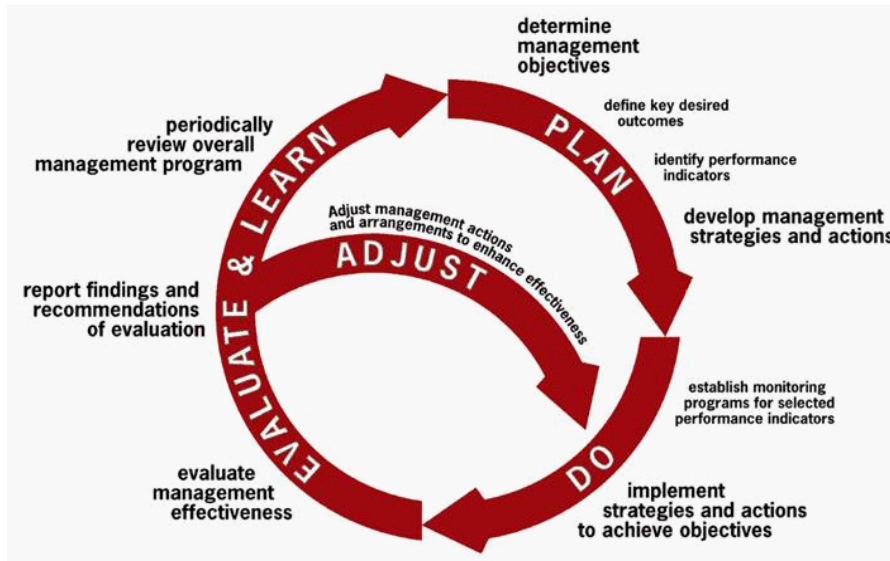 determine
management
objectives
define key desired
outcomes
PLAN
identify performance
indicators
develop management
strategies and actions
establish monitoring
programs for selected
performance indicators
DO
implement
strategies and actions
to achieve objectives
evaluate
management
effectiveness
EVALUATE & LEARN
report findings and
recommendations
of evaluation
periodically
review overall
management program
Adjust management actions
and arrangements to enhance effectiveness
ADJUST